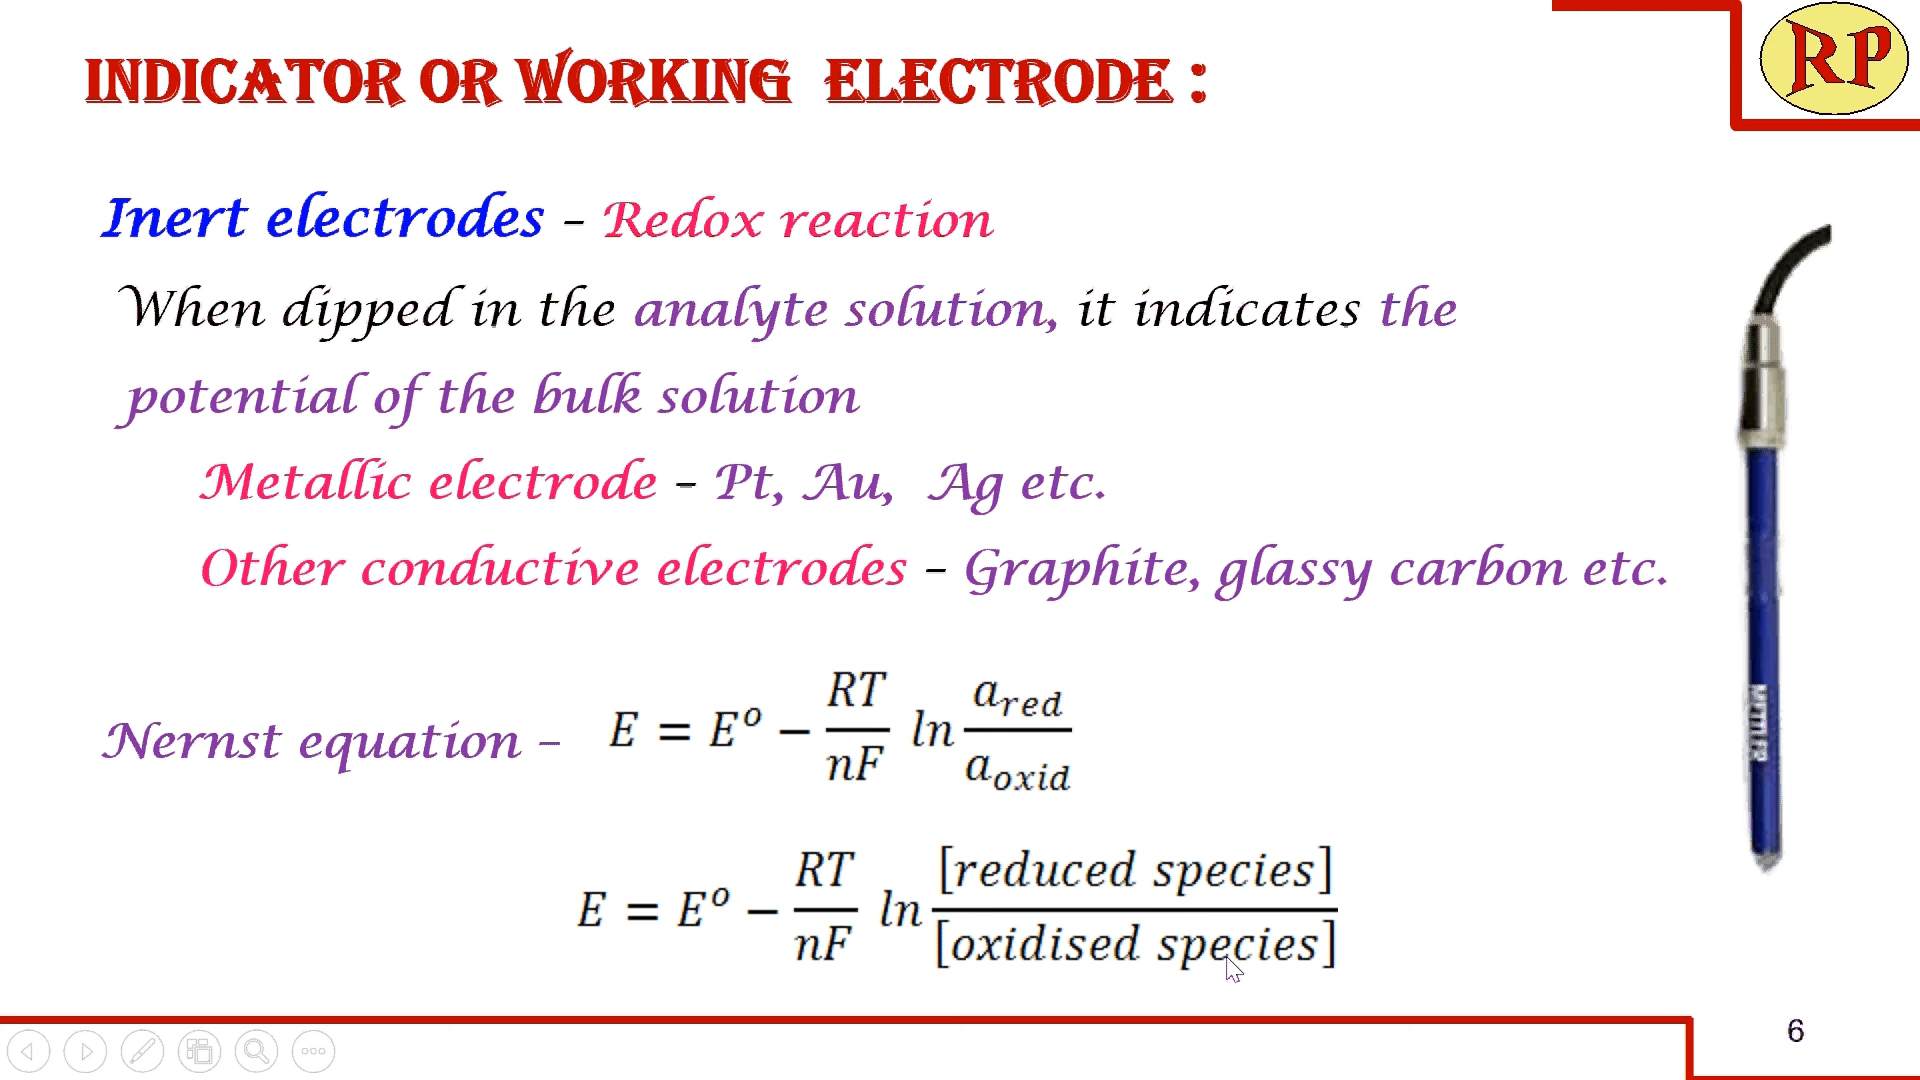 INDICATOR OR WORKING ELECTRODE :
RP
Inert electrodes – Redox reaction
When dipped in the analyte solution, it indicates the
potential of the bulk solution
Metallic electrode – Pt, Au, Ag etc.
Other conductive electrodes – Graphite, glassy carbon etc.
Nernst equation – E = E° − RT/nF ln a_red/a_oxid
E = E° − RT/nF ln [reduced species]/[oxidised species]
6